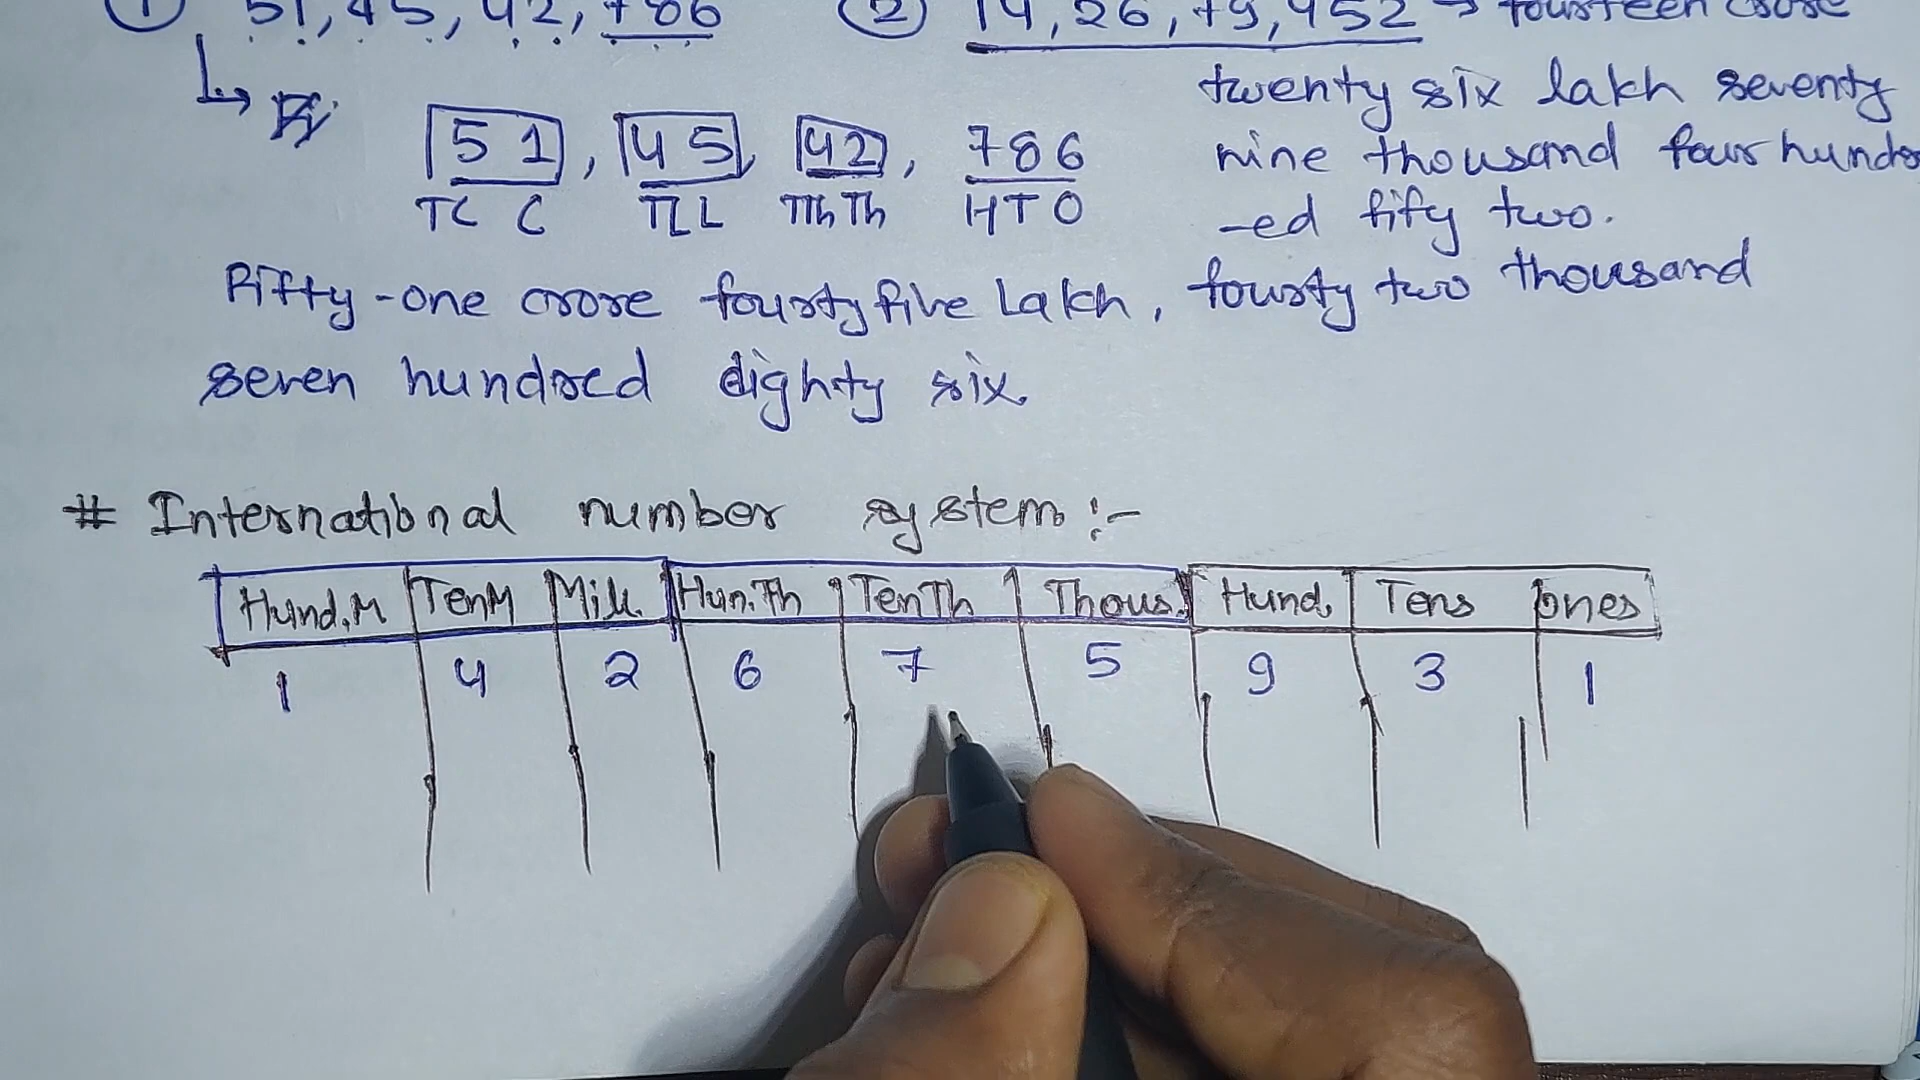 1 51,45,42,786 2 14,26,79,452 → fourteen crore
twenty six lakh seventy
nine thousand four hundr
-ed fify two.
51, 45, 42, 786
TC C TL L TTh Th H T O
Fifty-one crore fourty five Lakh, fourty two thousand
seven hundred eighty six.
# International number system :-
Hund.M TenM Mill. Hun.Th TenTh Thous. Hund. Tens Ones
1 4 2 6 7 5 9 3 1